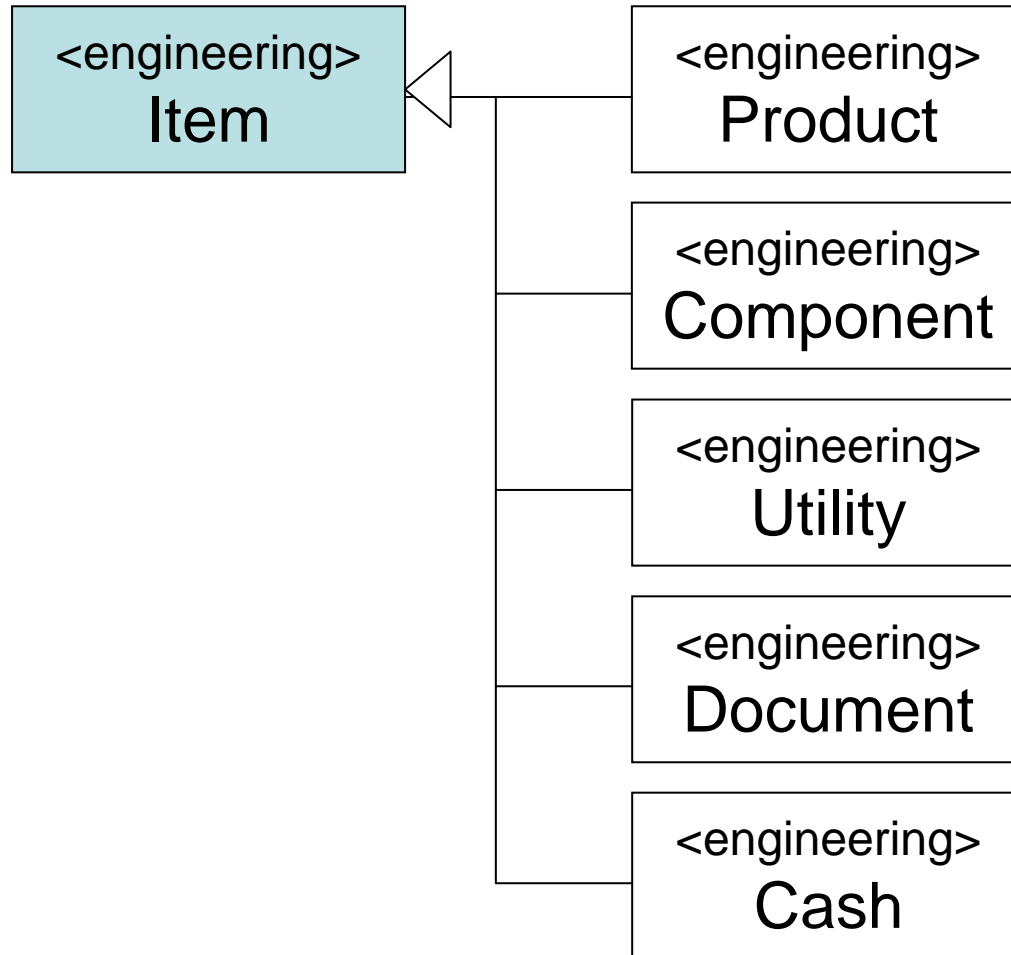 <engineering>
Item
<engineering>
Product
<engineering>
Component
<engineering>
Utility
<engineering>
Document
<engineering>
Cash